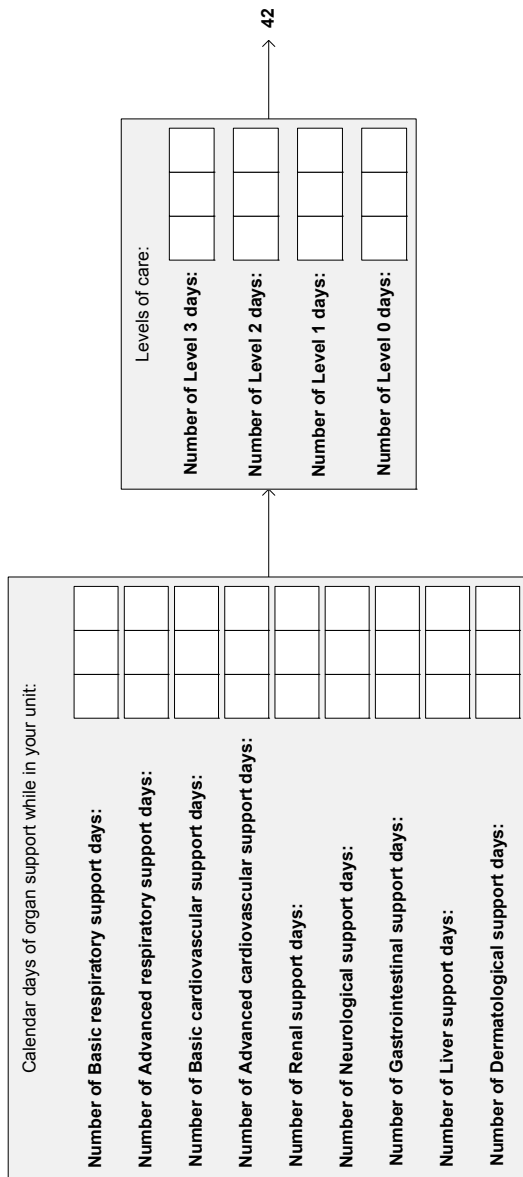 Calendar days of organ support while in your unit:
Number of Basic respiratory support days:
Number of Advanced respiratory support days:
Number of Basic cardiovascular support days:
Number of Advanced cardiovascular support days:
Number of Renal support days:
Number of Neurological support days:
Number of Gastrointestinal support days:
Number of Liver support days:
Number of Dermatological support days:
Levels of care:
Number of Level 3 days:
Number of Level 2 days:
Number of Level 1 days:
Number of Level 0 days:
42